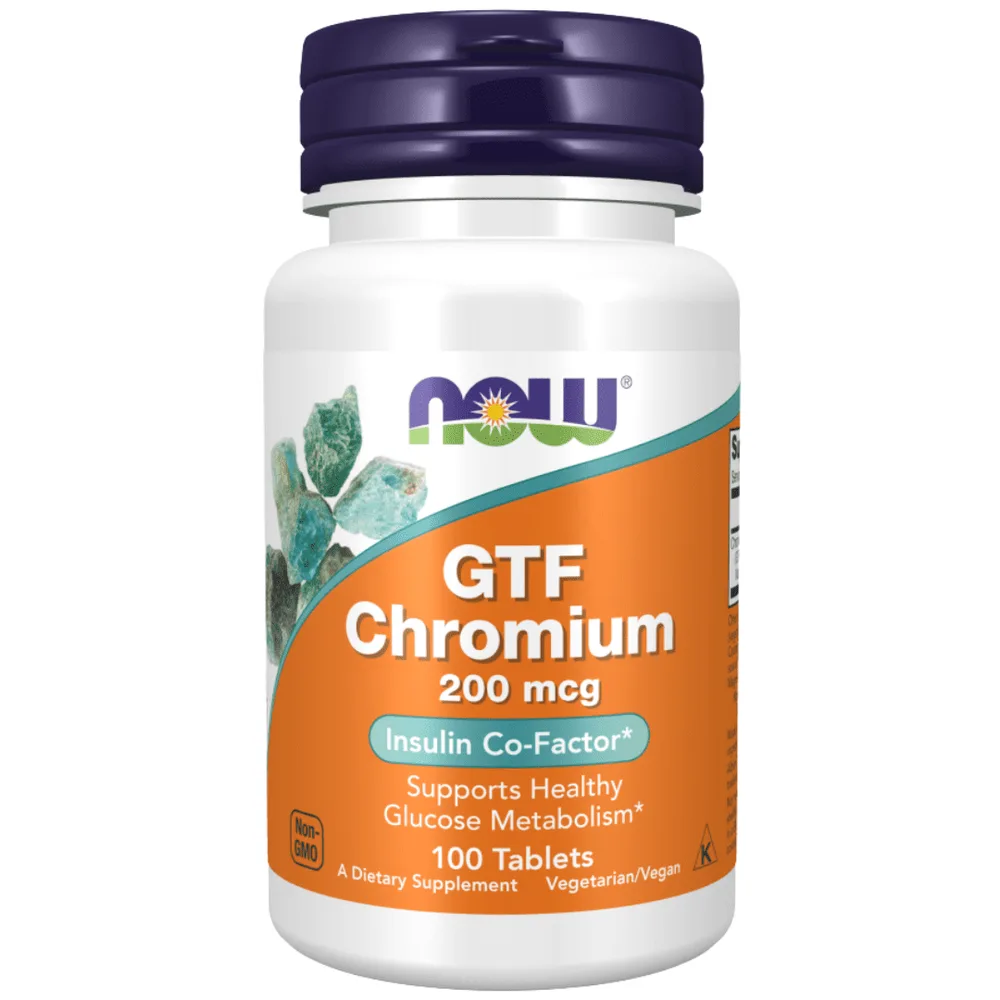 now®
GTF
Chromium
200 mcg
Insulin Co-Factor*
Supports Healthy
Glucose Metabolism*
100 Tablets
Non-
GMO
A Dietary Supplement Vegetarian/Vegan
K